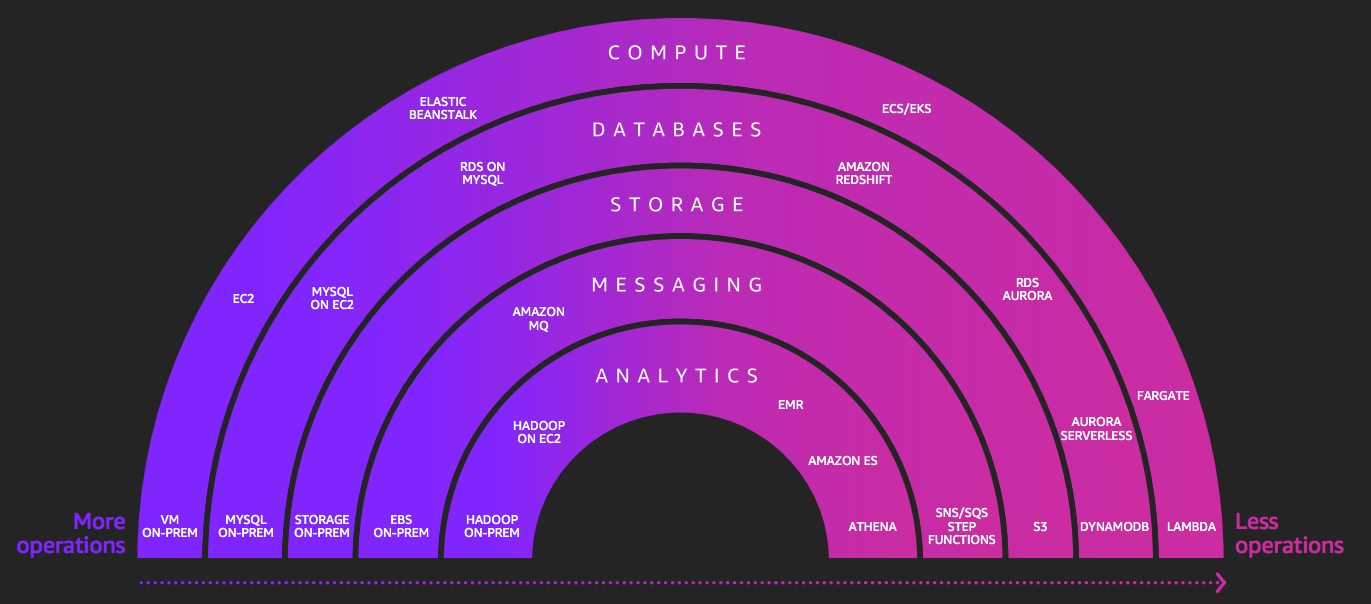 COMPUTE
ELASTIC
BEANSTALK
ECS/EKS
DATABASES
RDS ON
MYSQL
AMAZON
REDSHIFT
STORAGE
MESSAGING
EC2
MYSQL
ON EC2
RDS
AURORA
AMAZON
MQ
ANALYTICS
FARGATE
EMR
HADOOP
ON EC2
AURORA
SERVERLESS
AMAZON ES
More
operations
VM
ON-PREM
MYSQL
ON-PREM
STORAGE
ON-PREM
EBS
ON-PREM
HADOOP
ON-PREM
ATHENA
SNS/SQS
STEP
FUNCTIONS
S3
DYNAMODB
LAMBDA
Less
operations